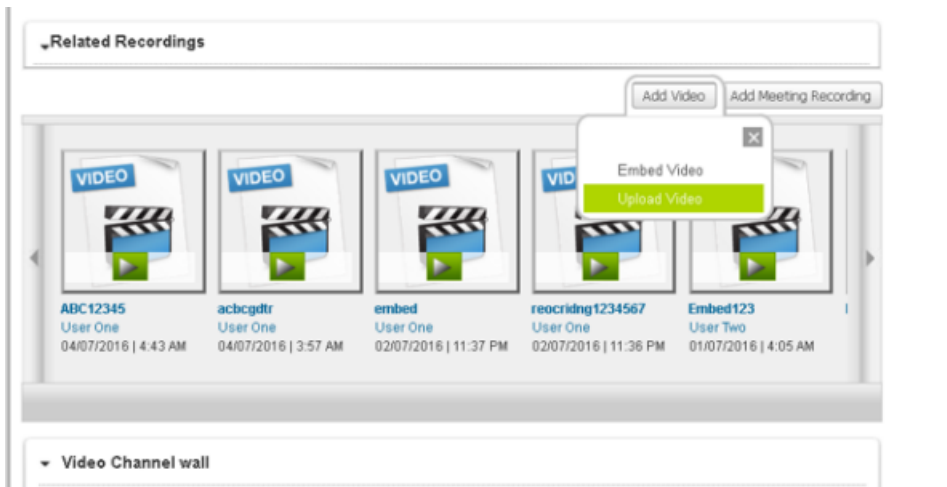 Related Recordings
Add Video
Add Meeting Recording
Embed Video
Upload Video
VIDEO
VIDEO
VIDEO
VID
ABC12345
acbcgdtr
embed
reocridng1234567
Embed123
User One
User One
User One
User One
User Two
04/07/2016 | 4:43 AM
04/07/2016 | 3:57 AM
02/07/2016 | 11:37 PM
02/07/2016 | 11:36 PM
01/07/2016 | 4:05 AM
Video Channel wall